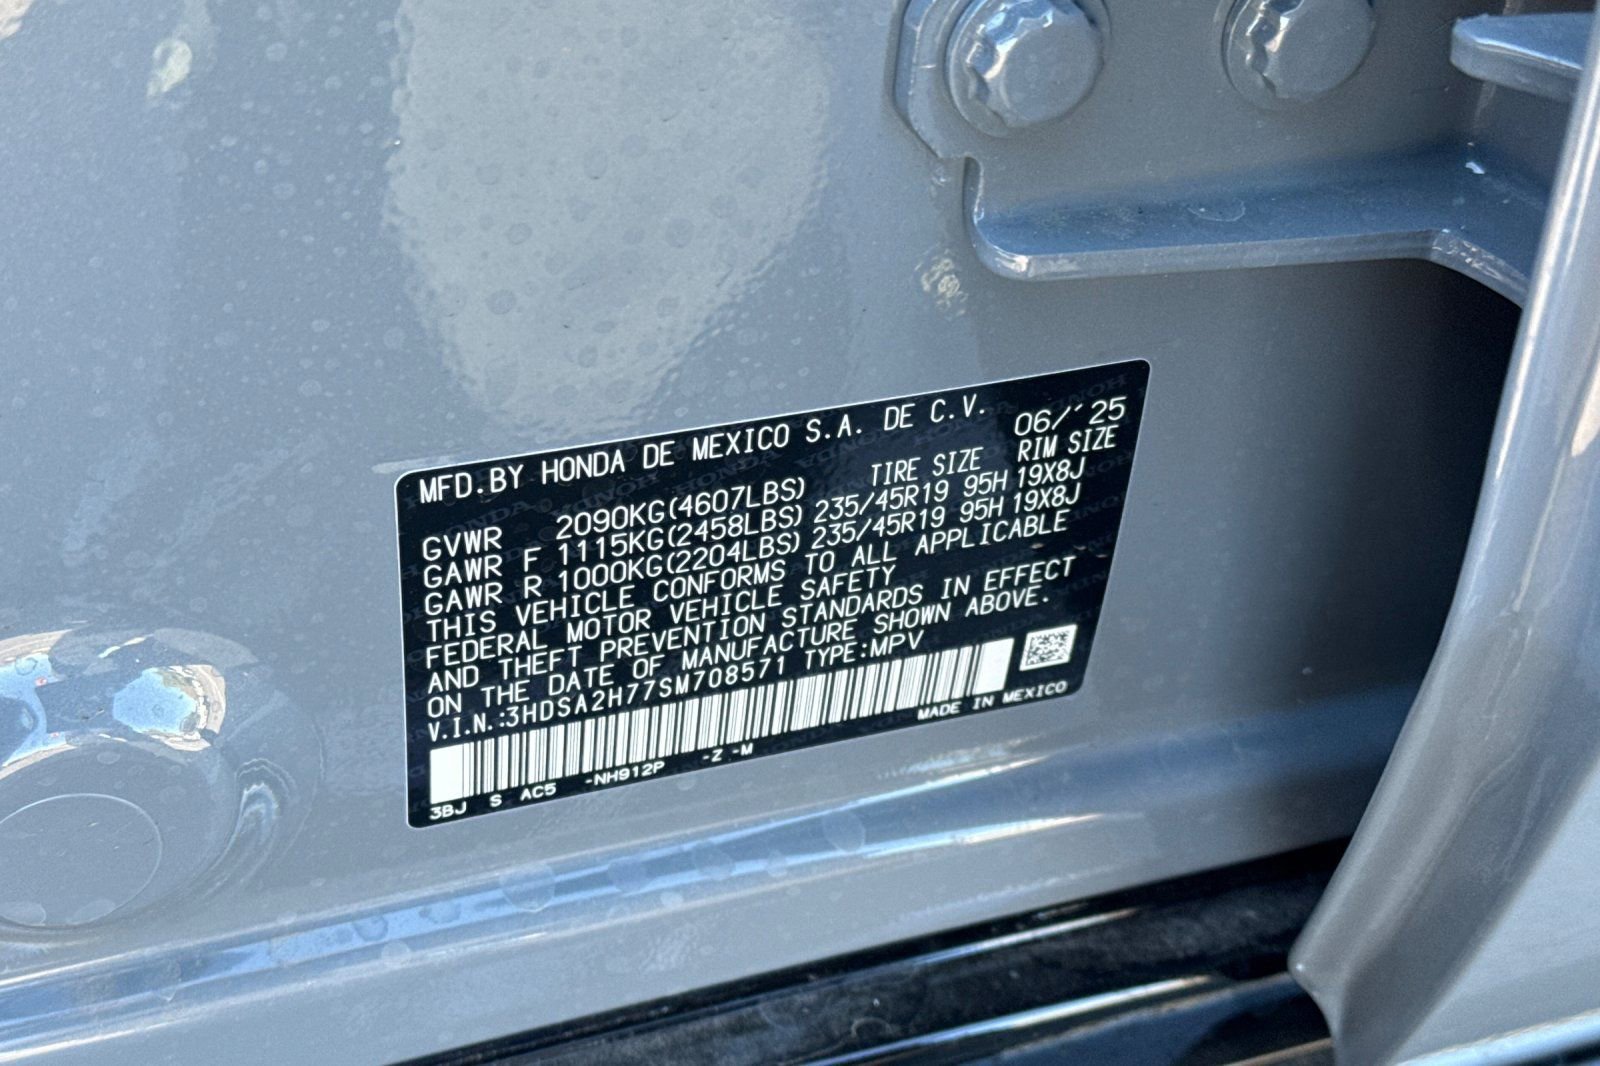 MFD.BY HONDA DE MEXICO S.A. DE C.V. 06/'25
TIRE SIZE RIM SIZE
GVWR 2090KG(4607LBS)
GAWR F 1115KG(2458LBS) 235/45R19 95H 19X8J
GAWR R 1000KG(2204LBS) 235/45R19 95H 19X8J
THIS VEHICLE CONFORMS TO ALL APPLICABLE
FEDERAL MOTOR VEHICLE SAFETY
AND THEFT PREVENTION STANDARDS IN EFFECT
ON THE DATE OF MANUFACTURE SHOWN ABOVE.
V.I.N.:3HDSA2H77SM708571 TYPE:MPV
MADE IN MEXICO
3BJ S AC5 -NH912P -Z -M